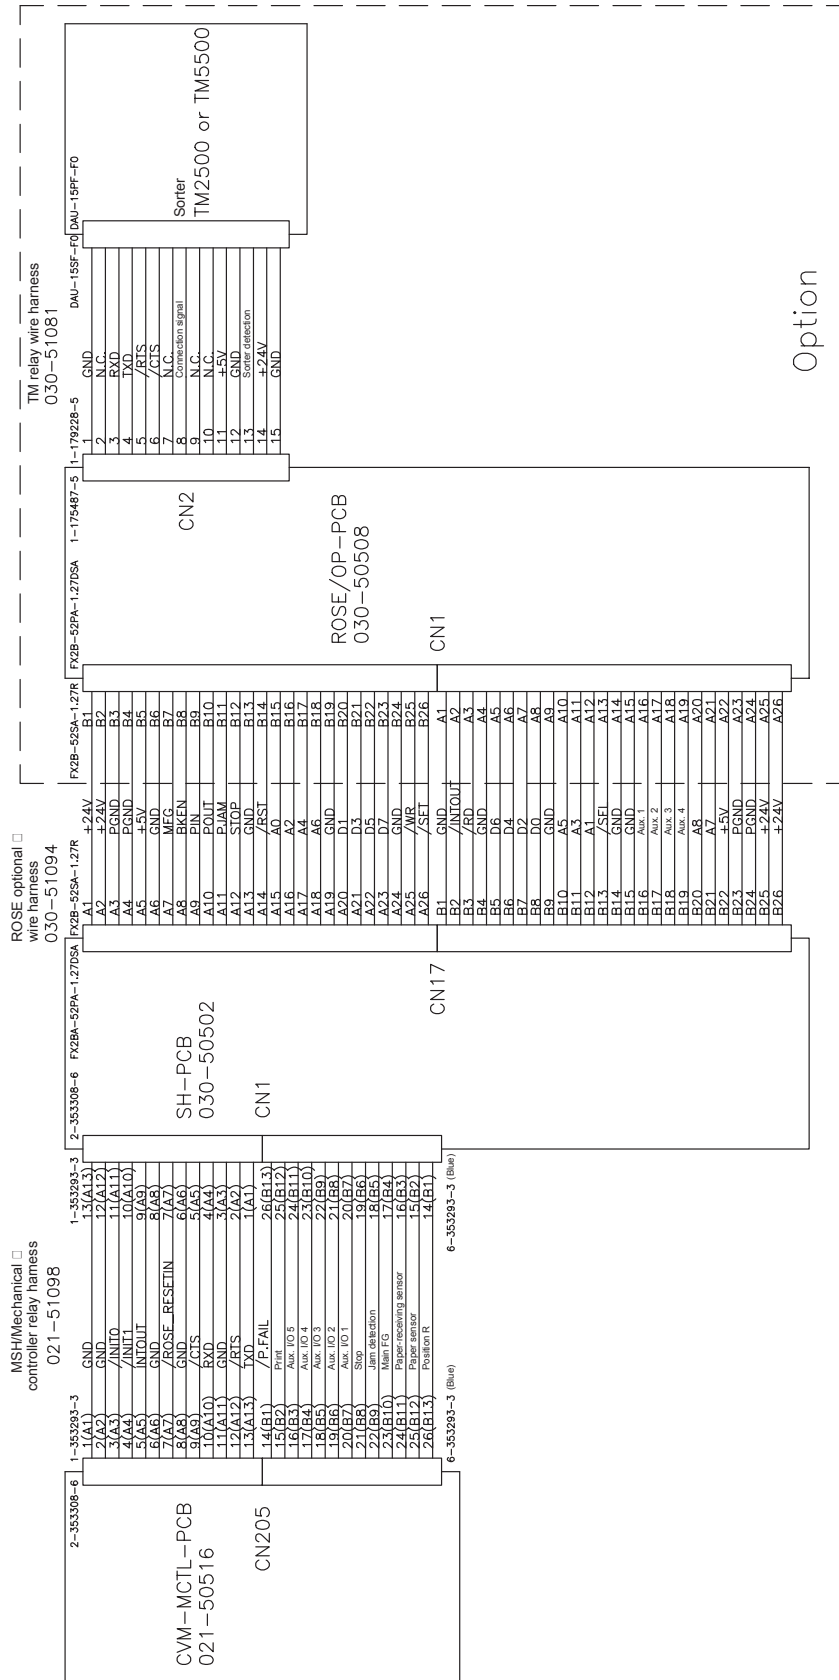 MSH/Mechanical □
controller relay harness
021-51098
2-353308-6 1-353293-3 1-353293-3 2-353308-6
1(A1) GND 13(A13)
2(A2) GND 12(A12)
3(A3) /INIT0 11(A11)
4(A4) /INIT1 10(A10)
5(A5) INTOUT 9(A9)
6(A6) GND 8(A8)
7(A7) /ROSE_RESETIN 7(A7)
8(A8) GND 6(A6)
9(A9) /CTS 5(A5)
10(A10) RXD 4(A4)
11(A11) GND 3(A3)
12(A12) /RTS 2(A2)
13(A13) TXD 1(A1)
14(B1) /P.FAIL 26(B13)
15(B2) Print 25(B12)
16(B3) Aux. I/O 5 24(B11)
17(B4) Aux. I/O 4 23(B10)
18(B5) Aux. I/O 3 22(B9)
19(B6) Aux. I/O 2 21(B8)
20(B7) Aux. I/O 1 20(B7)
21(B8) Stop 19(B6)
22(B9) Jam detection 18(B5)
23(B10) Main FG 17(B4)
24(B11) Paper-receiving sensor 16(B3)
25(B12) Paper sensor 15(B2)
26(B13) Position R 14(B1)
6-353293-3 (Blue) 6-353293-3 (Blue)
CVM-MCTL-PCB
021-50516
CN205
SH-PCB
030-50502
CN1
CN17
ROSE optional □
wire harness
030-51094
FX2BA-52PA-1.27DSA FX2B-52SA-1.27R FX2B-52SA-1.27R FX2B-52PA-1.27DSA
A1 +24V B1
A2 +24V B2
A3 PGND B3
A4 PGND B4
A5 +5V B5
A6 GND B6
A7 MFG B7
A8 BKEN B8
A9 PIN B9
A10 POUT B10
A11 PJAM B11
A12 STOP B12
A13 GND B13
A14 /RST B14
A15 A0 B15
A16 A2 B16
A17 A4 B17
A18 A6 B18
A19 GND B19
A20 D1 B20
A21 D3 B21
A22 D5 B22
A23 D7 B23
A24 GND B24
A25 /WR B25
A26 /SFT B26
B1 GND A1
B2 /INTOUT A2
B3 /RD A3
B4 GND A4
B5 D6 A5
B6 D4 A6
B7 D2 A7
B8 D0 A8
B9 GND A9
B10 A5 A10
B11 A3 A11
B12 A1 A12
B13 /SEL A13
B14 GND A14
B15 GND A15
B16 Aux. 1 A16
B17 Aux. 2 A17
B18 Aux. 3 A18
B19 Aux. 4 A19
B20 A8 A20
B21 A7 A21
B22 +5V A22
B23 PGND A23
B24 PGND A24
B25 +24V A25
B26 +24V A26
ROSE/OP-PCB
030-50508
CN1
CN2
TM relay wire harness
030-51081
1-175487-5 1-179228-5 DAU-15SF-F0 DAU-15PF-F0
1 GND
2 N.C.
3 RXD
4 TXD
5 /RTS
6 /CTS
7 N.C.
8 Connection signal
9 N.C.
10 N.C.
11 +5V
12 GND
13 Sorter detection
14 +24V
15 GND
Sorter
TM2500 or TM5500
Option